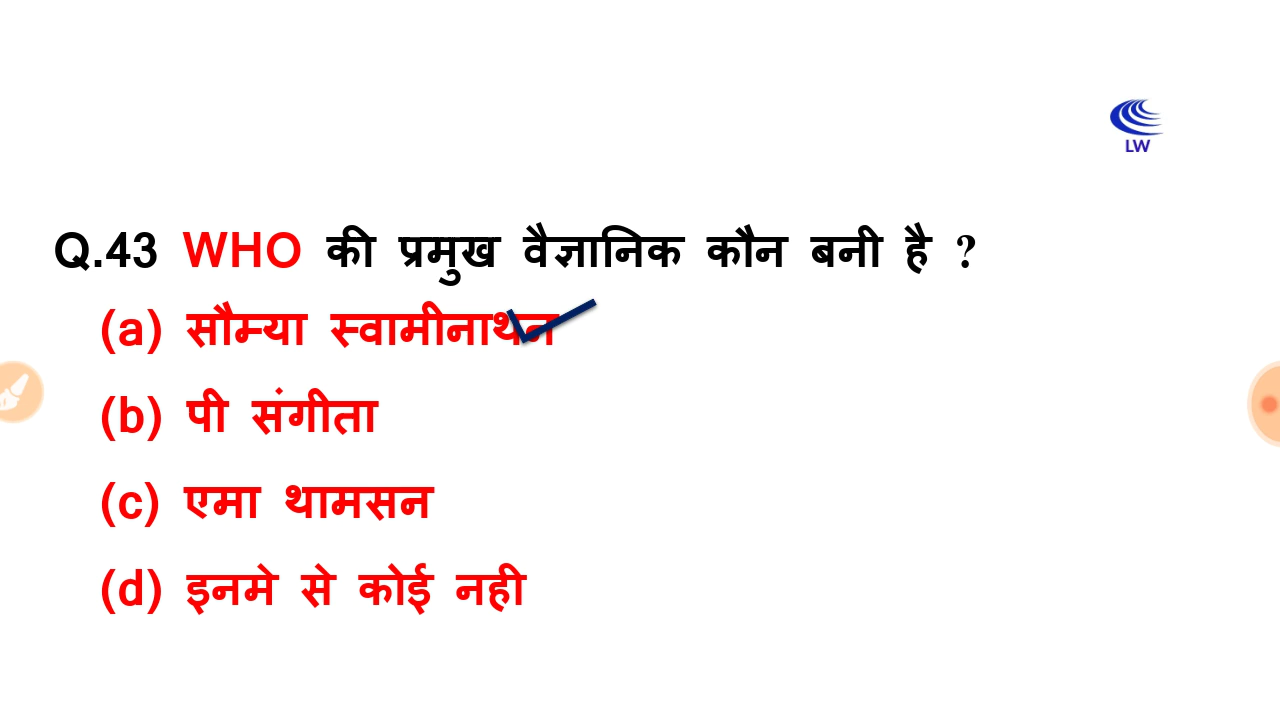 LW
Q.43 WHO की प्रमुख वैज्ञानिक कौन बनी है ?
(a) सौम्या स्वामीनाथन
(b) पी संगीता
(c) एमा थामसन
(d) इनमे से कोई नही